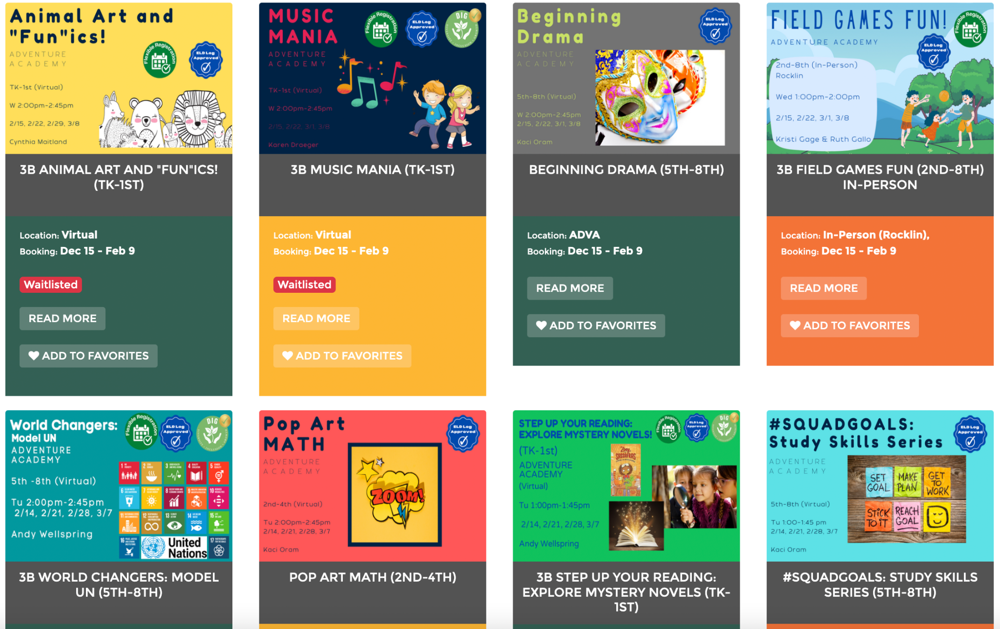 Animal Art and
"Fun"ics!
ADVENTURE
ACADEMY
Flexible Registration
ELD Log
Approved
TK-1st (Virtual)
W 2:00pm-2:45pm
2/15, 2/22, 2/29, 3/8
Cynthia Maitland
3B ANIMAL ART AND "FUN"ICS!
(TK-1ST)
Location: Virtual
Booking: Dec 15 - Feb 9
Waitlisted
READ MORE
ADD TO FAVORITES
MUSIC
MANIA
ADVENTURE
ACADEMY
Flexible Registration
ELD Log
Approved
DIG
TK-1st (Virtual)
W 2:00pm-2:45pm
2/15, 2/22, 3/1, 3/8
Karen Draeger
3B MUSIC MANIA (TK-1ST)
Location: Virtual
Booking: Dec 15 - Feb 9
Waitlisted
READ MORE
ADD TO FAVORITES
Beginning
Drama
ADVENTURE
ACADEMY
ELD Log
Approved
5th-8th (Virtual)
W 2:00pm-2:45pm
2/15, 2/22, 3/1, 3/8
Kaci Oram
BEGINNING DRAMA (5TH-8TH)
Location: ADVA
Booking: Dec 15 - Feb 9
READ MORE
ADD TO FAVORITES
FIELD GAMES FUN!
ADVENTURE ACADEMY
Flexible Registration
ELD Log
Approved
2nd-8th (In-Person)
Rocklin
Wed 1:00pm-2:00pm
2/15, 2/22, 3/1, 3/8
Kristi Gage & Ruth Gallo
3B FIELD GAMES FUN (2ND-8TH)
IN-PERSON
Location: In-Person (Rocklin),
Booking: Dec 15 - Feb 9
READ MORE
ADD TO FAVORITES
World Changers:
Model UN
ADVENTURE
ACADEMY
Flexible Registration
ELD Log
Approved
DIG
5th -8th (Virtual)
Tu 2:00pm-2:45pm
2/14, 2/21, 2/28, 3/7
Andy Wellspring
1
2
3
4
5
6
7
8
9
10
11
12
13
14
15
16
United
Nations
17
3B WORLD CHANGERS: MODEL
UN (5TH-8TH)
Pop Art
MATH
ADVENTURE
ACADEMY
ELD Log
Approved
2nd-4th (Virtual)
Tu 2:00pm-2:45pm
2/14, 2/21, 2/28, 3/7
Kaci Oram
ZOOM!
POP ART MATH (2ND-4TH)
STEP UP YOUR READING:
EXPLORE MYSTERY NOVELS!
Flexible Registration
ELD Log
Approved
DIG
(TK-1st)
ADVENTURE
ACADEMY
(Virtual)
Tu 1:00pm-1:45pm
2/14, 2/21, 2/28, 3/7
Andy Wellspring
Zoey
SASSAFRAS
3B STEP UP YOUR READING:
EXPLORE MYSTERY NOVELS (TK-
1ST)
#SQUADGOALS:
Study Skills Series
ADVENTURE
ACADEMY
ELD Log
Approved
5th-8th (Virtual)
Tu 1:00-1:45 pm
2/14, 2/21, 2/28, 3/7
Kaci Oram
SET
GOAL
MAKE
PLAN
GET
TO
WORK
STICK
TO IT
REACH
GOAL
#SQUADGOALS: STUDY SKILLS
SERIES (5TH-8TH)